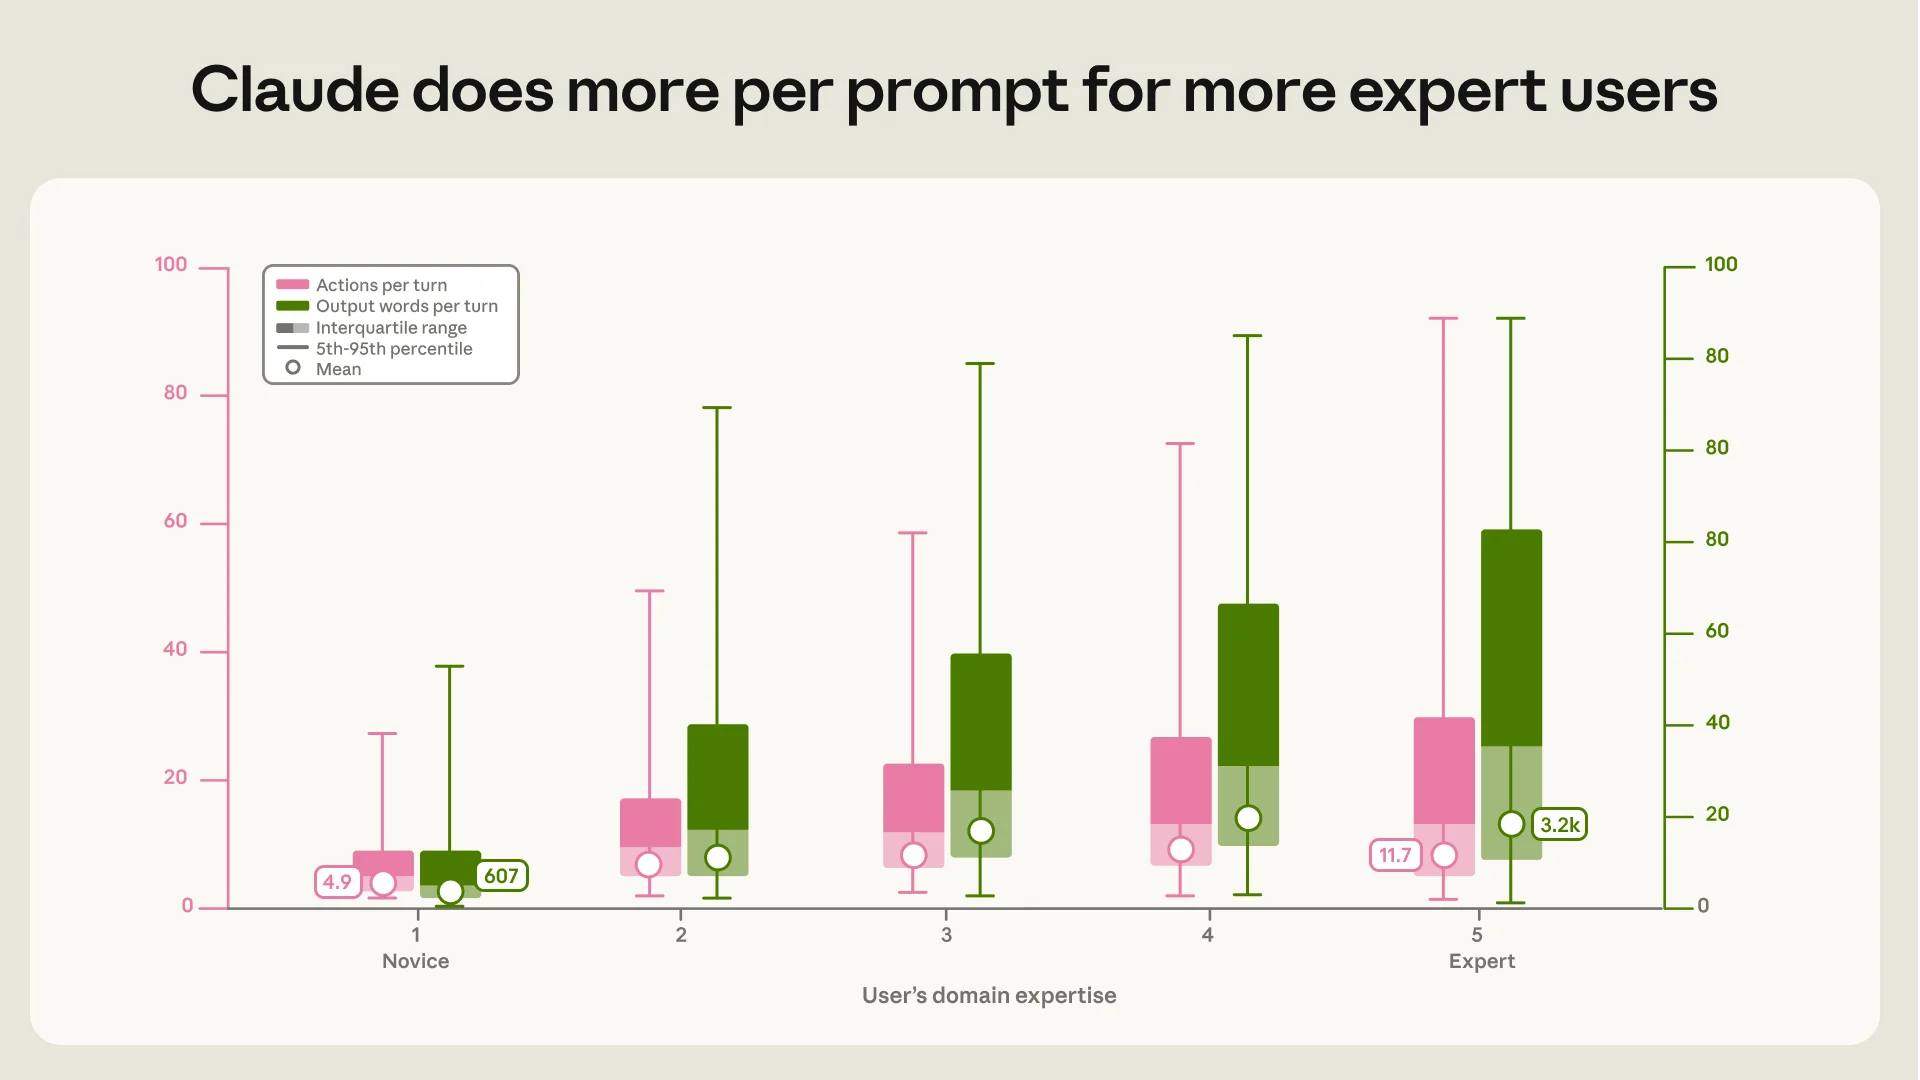 Claude does more per prompt for more expert users
Actions per turn
Output words per turn
Interquartile range
5th-95th percentile
Mean
100
80
60
40
20
0
100
80
80
80
60
40
20
0
4.9
607
11.7
3.2k
1
2
3
4
5
Novice
Expert
User’s domain expertise